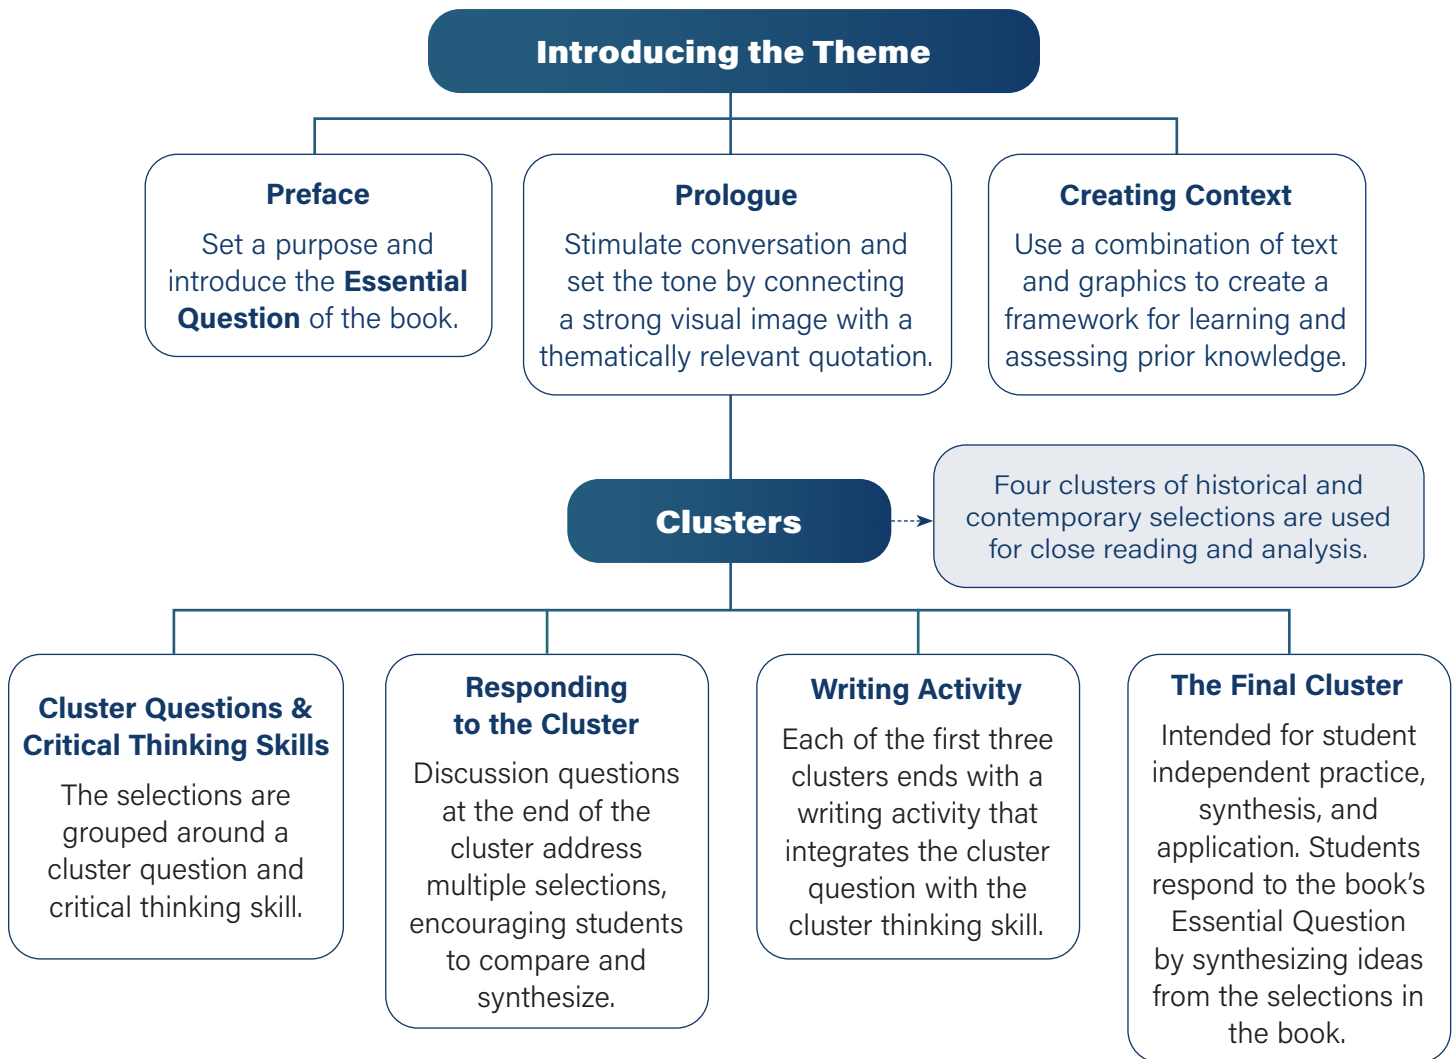 Introducing the Theme
Preface
Set a purpose and
introduce the Essential
Question of the book.
Prologue
Stimulate conversation and
set the tone by connecting
a strong visual image with a
thematically relevant quotation.
Creating Context
Use a combination of text
and graphics to create a
framework for learning and
assessing prior knowledge.
Clusters
Four clusters of historical and
contemporary selections are used
for close reading and analysis.
Cluster Questions &
Critical Thinking Skills
The selections are
grouped around a
cluster question and
critical thinking skill.
Responding
to the Cluster
Discussion questions
at the end of the
cluster address
multiple selections,
encouraging students
to compare and
synthesize.
Writing Activity
Each of the first three
clusters ends with a
writing activity that
integrates the cluster
question with the
cluster thinking skill.
The Final Cluster
Intended for student
independent practice,
synthesis, and
application. Students
respond to the book’s
Essential Question
by synthesizing ideas
from the selections in
the book.